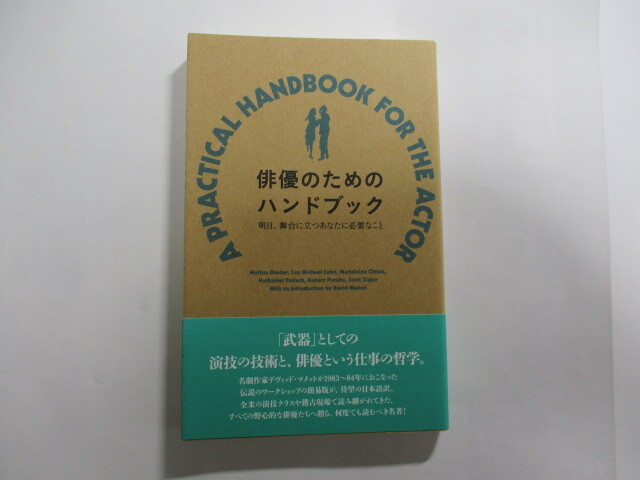 A PRACTICAL HANDBOOK FOR THE ACTOR
俳優のための
ハンドブック
明日、舞台に立つあなたに必要なこと
Melissa Bruder, Lee Michael Cohn, Madeleine Olnek,
Nathaniel Pollack, Robert Previto, Scott Zigler
With an introduction by David Mamet
「武器」としての
演技の技術と、俳優という仕事の哲学。
名劇作家デヴィッド・マメットが1983〜84年におこなった
伝説のワークショップの簡易版が、待望の日本語訳。
全米の演技クラスや稽古現場で読み継がれてきた、
すべての野心的な俳優たちへ贈る、何度でも読むべき名著!